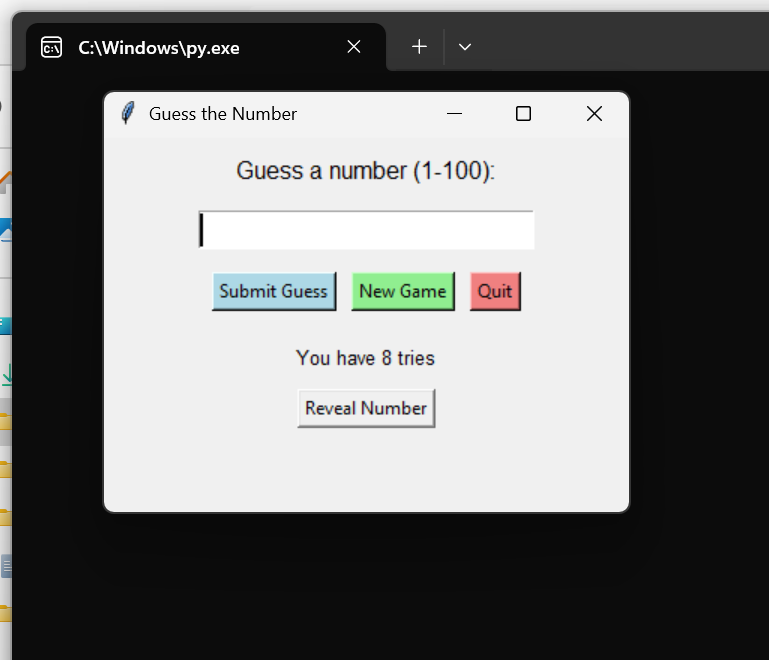 C:\Windows\py.exe
Guess the Number
Guess a number (1-100):
Submit Guess New Game Quit
You have 8 tries
Reveal Number